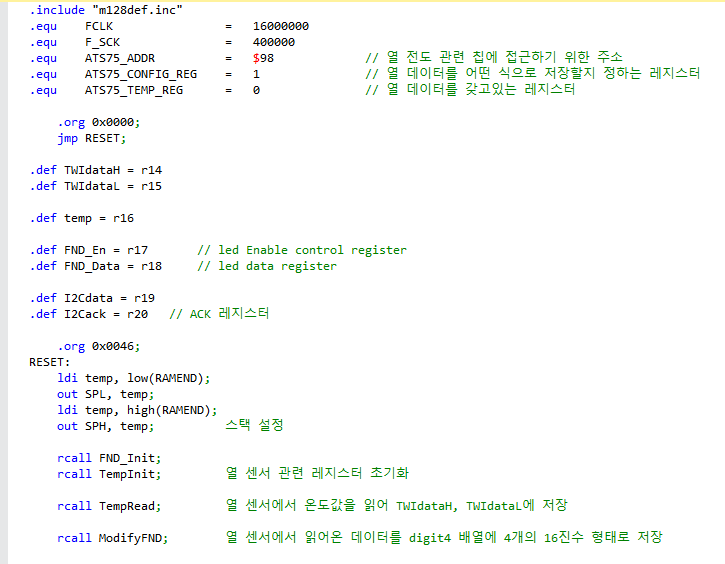 .include "m128def.inc"
.equ FCLK = 16000000
.equ F_SCK = 400000
.equ ATS75_ADDR = $98 // 열 전도 관련 칩에 접근하기 위한 주소
.equ ATS75_CONFIG_REG = 1 // 열 데이터를 어떤 식으로 저장할지 정하는 레지스터
.equ ATS75_TEMP_REG = 0 // 열 데이터를 갖고있는 레지스터
.org 0x0000;
jmp RESET;
.def TWIdataH = r14
.def TWIdataL = r15
.def temp = r16
.def FND_En = r17 // led Enable control register
.def FND_Data = r18 // led data register
.def I2Cdata = r19
.def I2Cack = r20 // ACK 레지스터
.org 0x0046;
RESET:
ldi temp, low(RAMEND);
out SPL, temp;
ldi temp, high(RAMEND);
out SPH, temp; 스택 설정
rcall FND_Init;
rcall TempInit; 열 센서 관련 레지스터 초기화
rcall TempRead; 열 센서에서 온도값을 읽어 TWIdataH, TWIdataL에 저장
rcall ModifyFND; 열 센서에서 읽어온 데이터를 digit4 배열에 4개의 16진수 형태로 저장